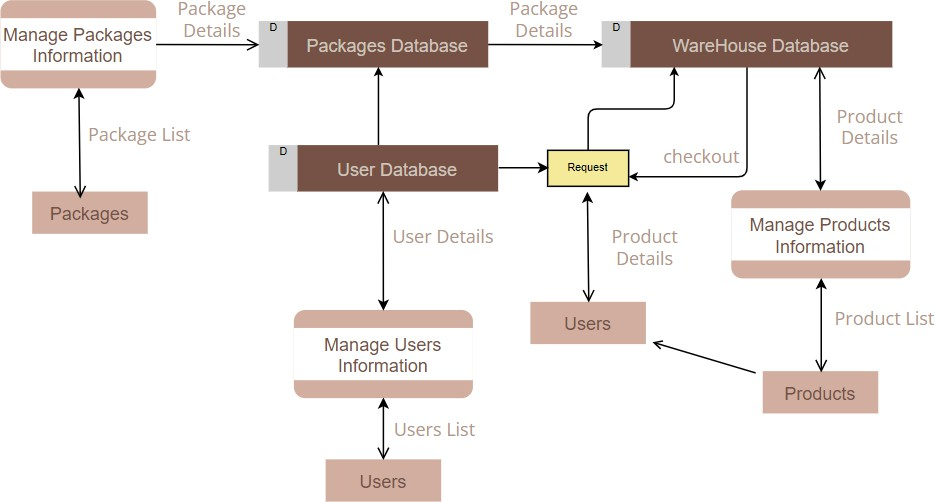 Package
Details
Package
Details
Manage Packages
Information
D
Packages Database
D
WareHouse Database
Package List
Product
Details
D
User Database
Request
checkout
Packages
User Details
Product
Details
Manage Products
Information
Users
Product List
Manage Users
Information
Products
Users List
Users